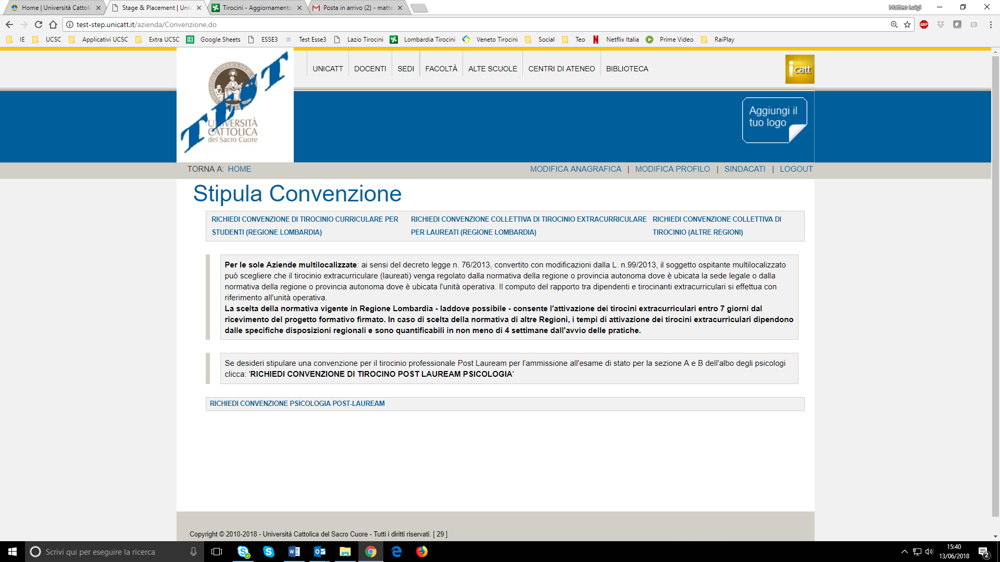 Home | Università Cattoli
Stage & Placement | Univ
Tirocini - Aggiornamento
Posta in arrivo (2) - matte
Matteo Luigi
test-step.unicatt.it/azienda/Convenzione.do
ABP
IE
UCSC
Applicativi UCSC
Extra UCSC
Google Sheets
ESSE3
Test Esse3
Lazio Tirocini
Lombardia Tirocini
Veneto Tirocini
Social
Teo
Netflix Italia
Prime Video
RaiPlay
TEST
UNIVERSITÀ
CATTOLICA
del Sacro Cuore
UNICATT
DOCENTI
SEDI
FACOLTÀ
ALTE SCUOLE
CENTRI DI ATENEO
BIBLIOTECA
icatt
Aggiungi il
tuo logo
TORNA A: HOME
MODIFICA ANAGRAFICA | MODIFICA PROFILO | SINDACATI | LOGOUT
Stipula Convenzione
RICHIEDI CONVENZIONE DI TIROCINIO CURRICULARE PER
STUDENTI (REGIONE LOMBARDIA)
RICHIEDI CONVENZIONE COLLETTIVA DI TIROCINIO EXTRACURRICULARE
PER LAUREATI (REGIONE LOMBARDIA)
RICHIEDI CONVENZIONE COLLETTIVA DI
TIROCINIO (ALTRE REGIONI)
Per le sole Aziende multilocalizzate: ai sensi del decreto legge n. 76/2013, convertito con modificazioni dalla L. n.99/2013, il soggetto ospitante multilocalizzato
può scegliere che il tirocinio extracurriculare (laureati) venga regolato dalla normativa della regione o provincia autonoma dove è ubicata la sede legale o dalla
normativa della regione o provincia autonoma dove è ubicata l'unità operativa. Il computo del rapporto tra dipendenti e tirocinanti extracurriculari si effettua con
riferimento all'unità operativa.
La scelta della normativa vigente in Regione Lombardia - laddove possibile - consente l'attivazione dei tirocini extracurriculari entro 7 giorni dal
ricevimento del progetto formativo firmato. In caso di scelta della normativa di altre Regioni, i tempi di attivazione dei tirocini extracurriculari dipendono
dalle specifiche disposizioni regionali e sono quantificabili in non meno di 4 settimane dall'avvio delle pratiche.
Se desideri stipulare una convenzione per il tirocinio professionale Post Lauream per l'ammissione all'esame di stato per la sezione A e B dell'albo degli psicologi
clicca: 'RICHIEDI CONVENZIONE DI TIROCINO POST LAUREAM PSICOLOGIA'
RICHIEDI CONVENZIONE PSICOLOGIA POST-LAUREAM
Copyright © 2010-2018 - Università Cattolica del Sacro Cuore - Tutti i diritti riservati. [ 29 ]
Scrivi qui per eseguire la ricerca
15:40
13/06/2018
2